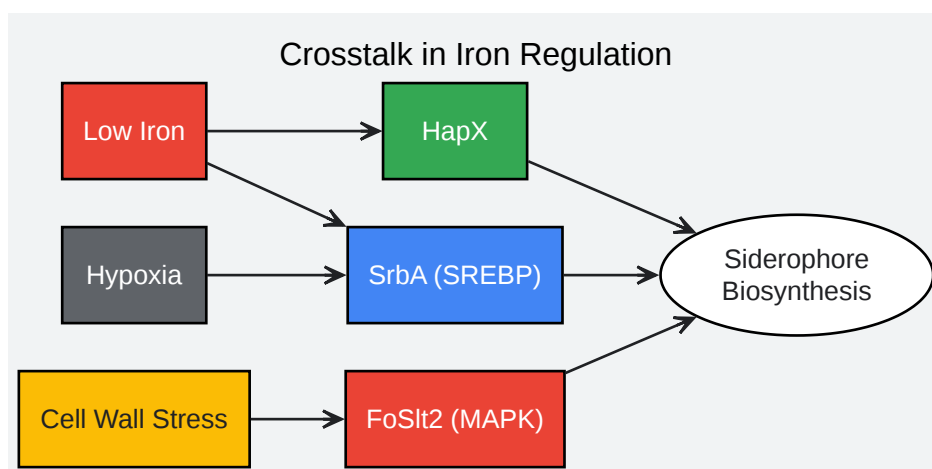 Crosstalk in Iron Regulation
Low Iron
HapX
Hypoxia
SrbA (SREBP)
Siderophore
Biosynthesis
Cell Wall Stress
FoSlt2 (MAPK)